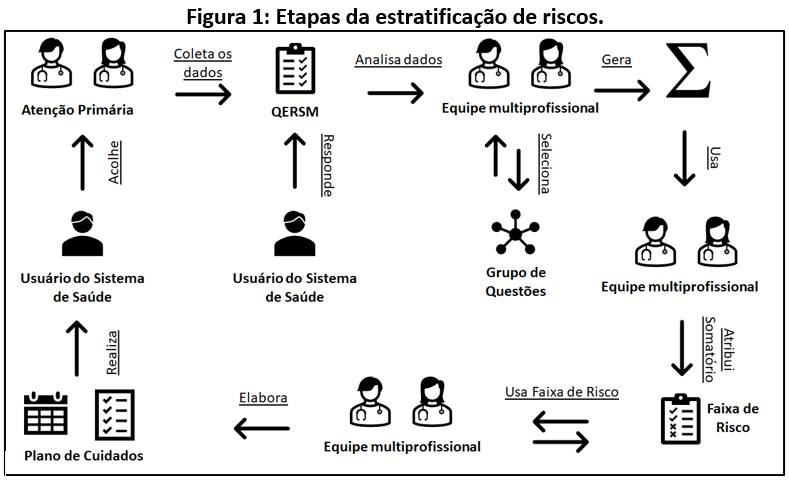 Figura 1: Etapas da estratificação de riscos.
Coleta os
dados
Analisa dados
Gera
Atenção Primária
QERSM
Equipe multiprofissional
Acolhe
Responde
Seleciona
Usa
Usuário do Sistema
de Saúde
Usuário do Sistema
de Saúde
Grupo de
Questões
Equipe multiprofissional
Realiza
Atribui
Somatório
Elabora
Usa Faixa de Risco
Faixa de
Risco
Plano de Cuidados
Equipe multiprofissional